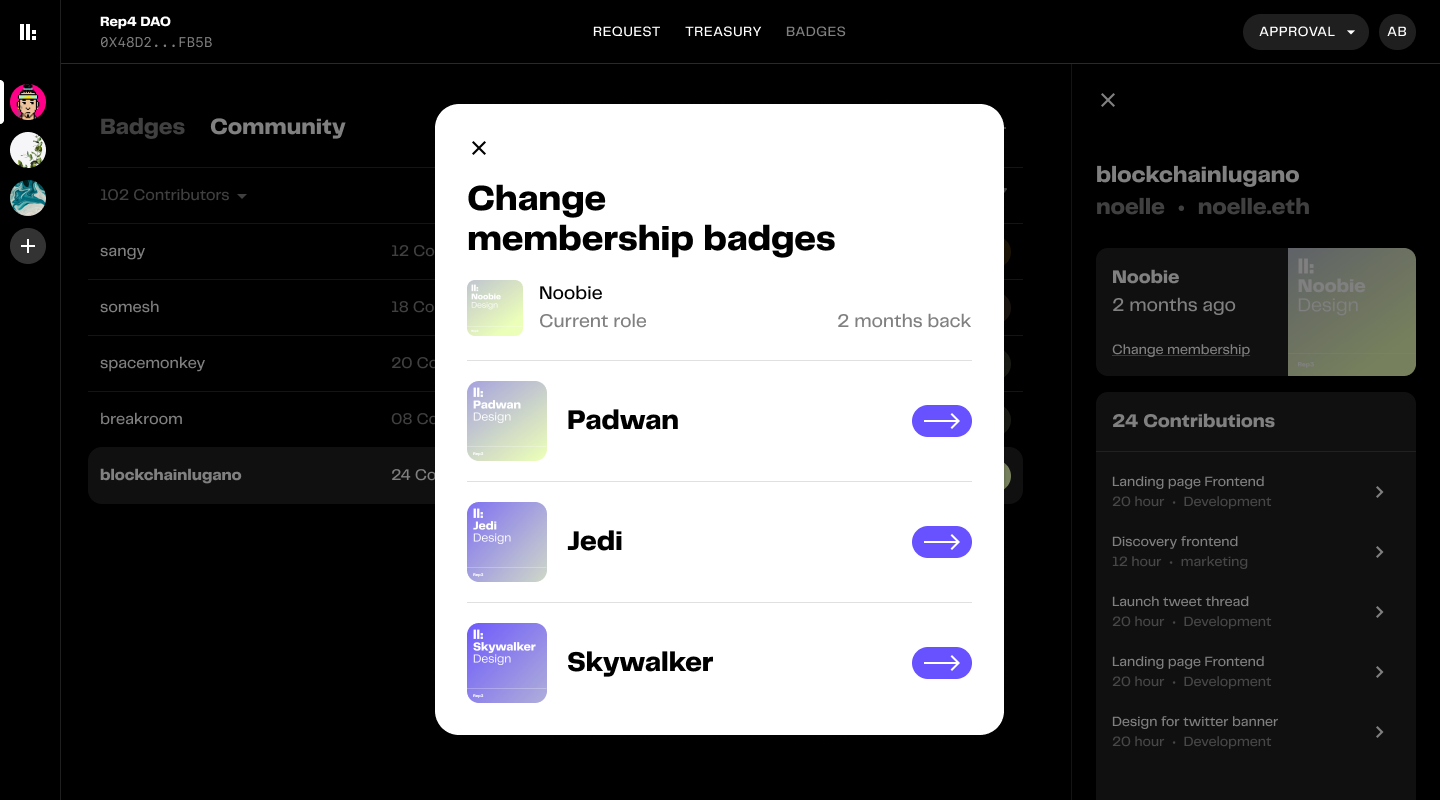 Rep4 DAO
0X48D2...FB5B
REQUEST TREASURY BADGES
APPROVAL
AB
Badges Community
102 Contributors
sangy 12 Co
somesh 18 Co
spacemonkey 20 Co
breakroom 08 Co
blockchainlugano 24 Co
Change
membership badges
Noobie
Design
Noobie
Current role 2 months back
Padwan
Design
Padwan
Jedi
Design
Rep3
Jedi
Skywalker
Design
Rep3
Skywalker
blockchainlugano
noelle • noelle.eth
Noobie
2 months ago
Change membership
Noobie
Design
Rep3
24 Contributions
Landing page Frontend
20 hour • Development
Discovery frontend
12 hour • marketing
Launch tweet thread
20 hour • Development
Landing page Frontend
20 hour • Development
Design for twitter banner
20 hour • Development